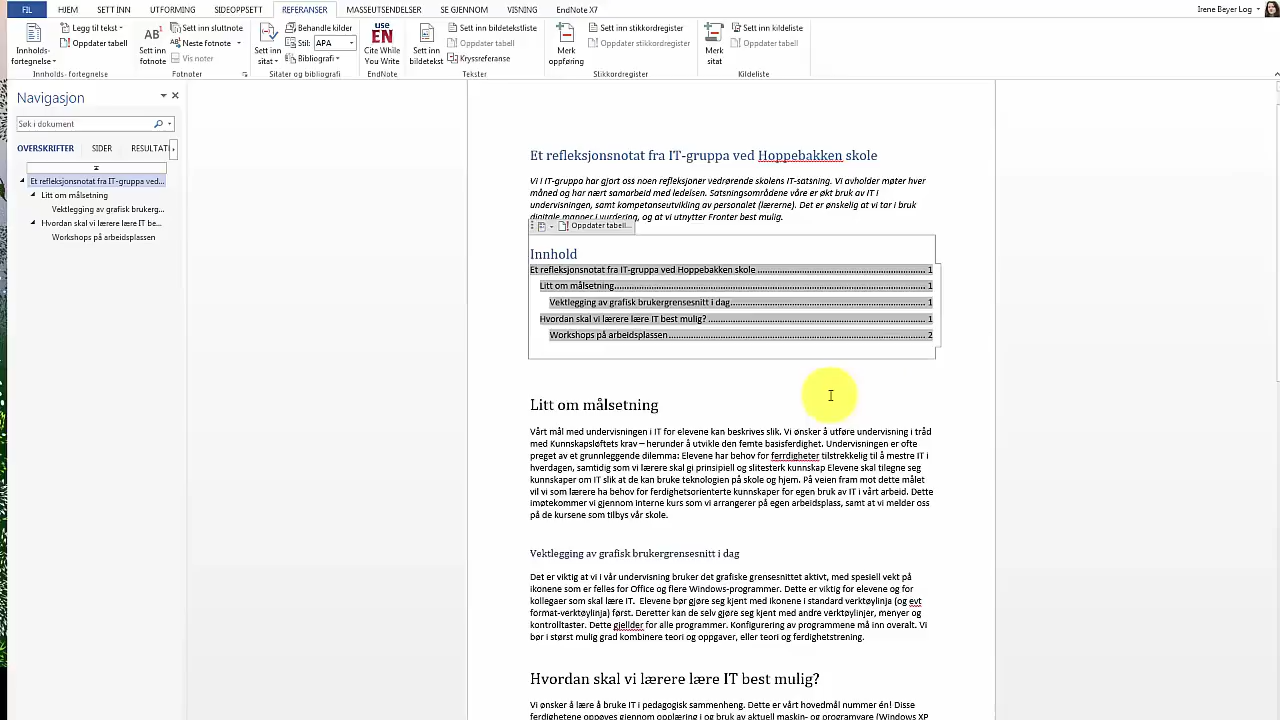 FIL HJEM SETT INN UTFORMING SIDEOPPSETT REFERANSER MASSEUTSENDELSER SE GJENNOM VISNING EndNote X7 Irene Beyer Log
Innholds-
fortegnelse
Legg til tekst
Oppdater tabell
Innholds- fortegnelse
AB¹
Sett inn
fotnote
Sett inn sluttnote
Neste fotnote
Vis noter
Fotnoter
Sett inn
sitat
Behandle kilder
Stil: APA
Bibliografi
Sitater og bibliografi
use
EN
Cite While
You Write
EndNote
Sett inn
bildetekst
Sett inn bildetekstliste
Oppdater tabell
Kryssreferanse
Tekster
Merk
oppføring
Sett inn stikkordregister
Oppdater stikkordregister
Stikkordregister
Merk
sitat
Sett inn kildeliste
Oppdater tabell
Kildeliste
Navigasjon
Søk i dokument
OVERSKRIFTER SIDER RESULTAT
Et refleksjonsnotat fra IT-gruppa ved...
Litt om målsetning
Vektlegging av grafisk brukerg...
Hvordan skal vi lærere lære IT be...
Workshops på arbeidsplassen
Et refleksjonsnotat fra IT-gruppa ved Hoppebakken skole
Vi i IT-gruppa har gjort oss noen refleksjoner vedrørende skolens IT-satsning. Vi avholder møter hver
måned og har nært samarbeid med ledelsen. Satsningsområdene våre er økt bruk av IT i
undervisningen, samt kompetanseutvikling av personalet (lærerne). Det er ønskelig at vi tar i bruk
digitale mapper i vurdering, og at vi utnytter Fronter best mulig.
Oppdater tabell...
Innhold
Et refleksjonsnotat fra IT-gruppa ved Hoppebakken skole ... 1
Litt om målsetning ... 1
Vektlegging av grafisk brukergrensesnitt i dag ... 1
Hvordan skal vi lærere lære IT best mulig? ... 1
Workshops på arbeidsplassen ... 2
Litt om målsetning
Vårt mål med undervisningen i IT for elevene kan beskrives slik. Vi ønsker å utføre undervisning i tråd
med Kunnskapsløftets krav – herunder å utvikle den femte basisferdighet. Undervisningen er ofte
preget av et grunnleggende dilemma: Elevene har behov for ferrdigheter tilstrekkelig til å mestre IT i
hverdagen, samtidig som vi lærere skal gi prinsipiell og slitesterk kunnskap Elevene skal tilegne seg
kunnskaper om IT slik at de kan bruke teknologien på skole og hjem. På veien fram mot dette målet
vil vi som lærere ha behov for ferdighetsorienterte kunnskaper for egen bruk av IT i vårt arbeid. Dette
imøtekommer vi gjennom interne kurs som vi arrangerer på egen arbeidsplass, samt at vi melder oss
på de kursene som tilbys vår skole.
Vektlegging av grafisk brukergrensesnitt i dag
Det er viktig at vi i vår undervisning bruker det grafiske grensesnittet aktivt, med spesiell vekt på
ikonene som er felles for Office og flere Windows-programmer. Dette er viktig for elevene og for
kollegaer som skal lære IT.  Elevene bør gjøre seg kjent med ikonene i standard verktøylinja (og evt
format-verktøylinja) først. Deretter kan de selv gjøre seg kjent med andre verktøylinjer, menyer og
kontrolltaster. Dette gjellder for alle programmer. Konfigurering av programmene må inn overalt. Vi
bør i størst mulig grad kombinere teori og oppgaver, eller teori og ferdighetstrening.
Hvordan skal vi lærere lære IT best mulig?
Vi ønsker å lære å bruke IT i pedagogisk sammenheng. Dette er vårt hovedmål nummer én! Disse
ferdighetene oppøves gjennom opplæring i og bruk av aktuell maskin- og programvare (Windows XP